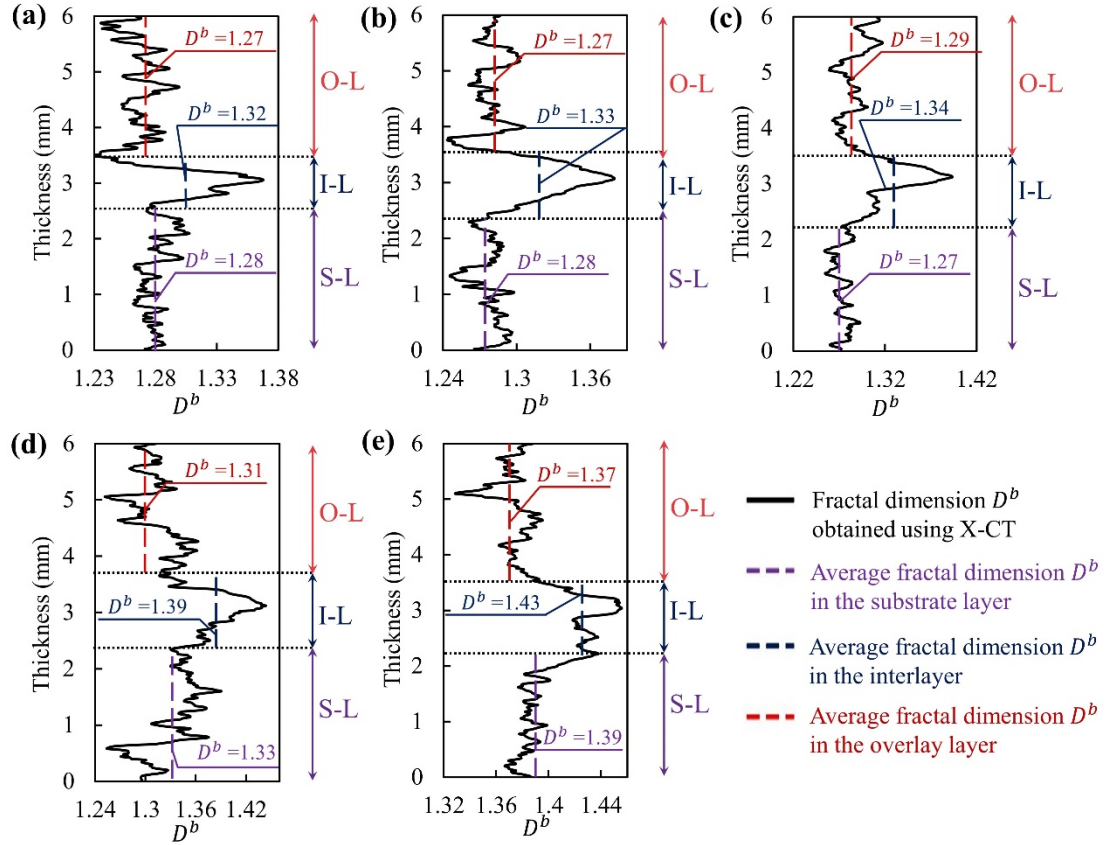 (a)
6
5
4
3
2
1
0
Thickness (mm)
D^b =1.27
D^b =1.32
D^b =1.28
O-L
I-L
S-L
1.23 1.28 1.33 1.38
D^b
(b)
6
5
4
3
2
1
0
Thickness (mm)
D^b =1.27
D^b =1.33
D^b =1.28
O-L
I-L
S-L
1.24 1.3 1.36
D^b
(c)
6
5
4
3
2
1
0
Thickness (mm)
D^b =1.29
D^b =1.34
D^b =1.27
O-L
I-L
S-L
1.22 1.32 1.42
D^b
(d)
6
5
4
3
2
1
0
Thickness (mm)
D^b =1.31
D^b =1.39
D^b =1.33
O-L
I-L
S-L
1.24 1.3 1.36 1.42
D^b
(e)
6
5
4
3
2
1
0
Thickness (mm)
D^b =1.37
D^b =1.43
D^b =1.39
O-L
I-L
S-L
1.32 1.36 1.4 1.44
D^b
Fractal dimension D^b
obtained using X-CT
Average fractal dimension D^b
in the substrate layer
Average fractal dimension D^b
in the interlayer
Average fractal dimension D^b
in the overlay layer